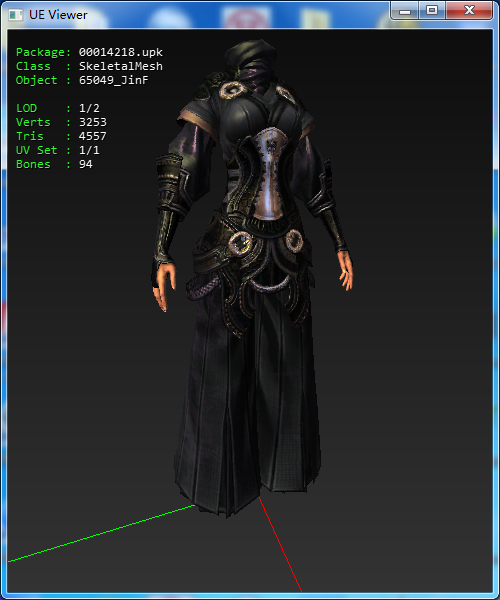 UE Viewer
Package: 00014218.upk
Class : SkeletalMesh
Object : 65049_JinF
LOD : 1/2
Verts : 3253
Tris : 4557
UV Set : 1/1
Bones : 94